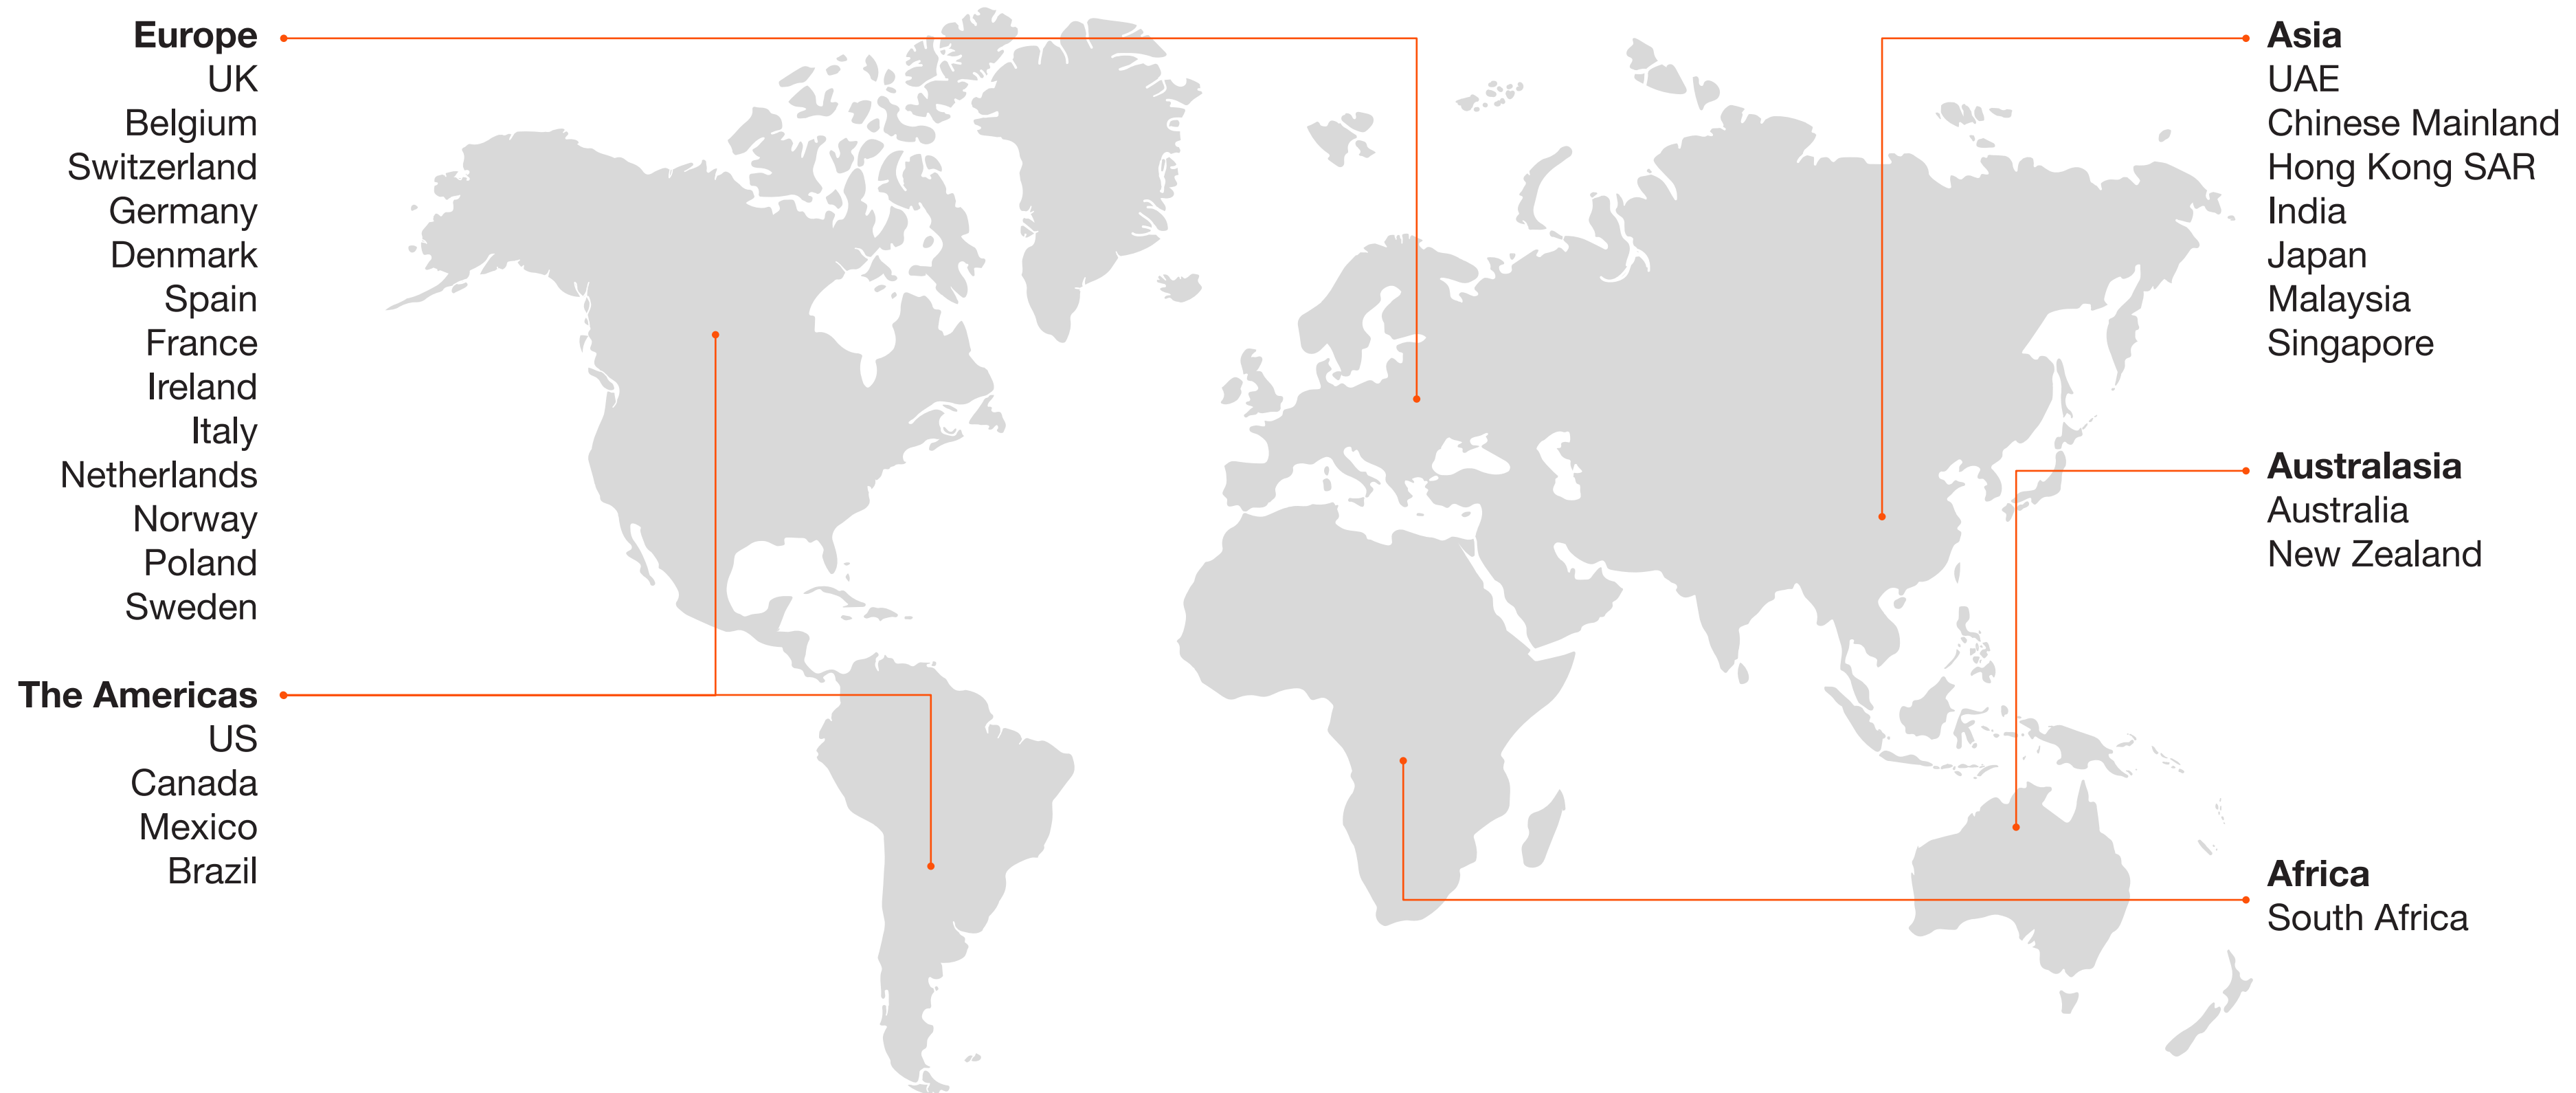 Europe
UK
Belgium
Switzerland
Germany
Denmark
Spain
France
Ireland
Italy
Netherlands
Norway
Poland
Sweden
The Americas
US
Canada
Mexico
Brazil
Asia
UAE
Chinese Mainland
Hong Kong SAR
India
Japan
Malaysia
Singapore
Australasia
Australia
New Zealand
Africa
South Africa